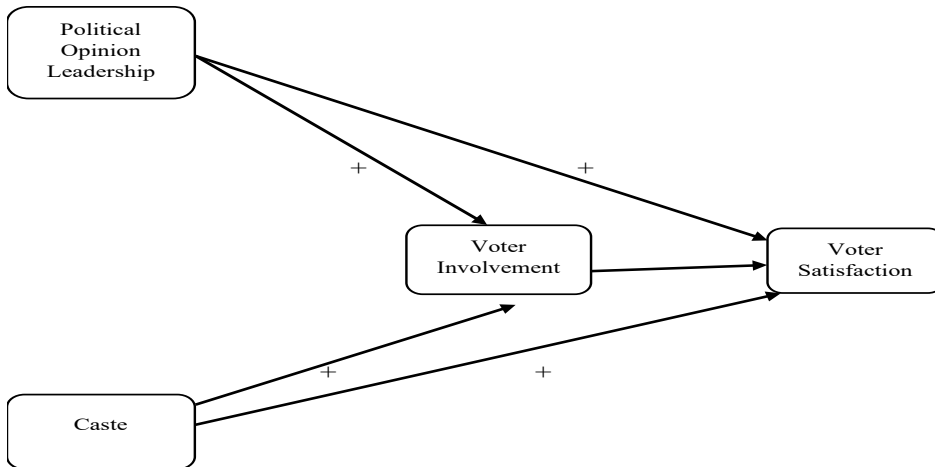 Political
Opinion
Leadership
+
+
Voter
Involvement
Voter
Satisfaction
+
+
Caste